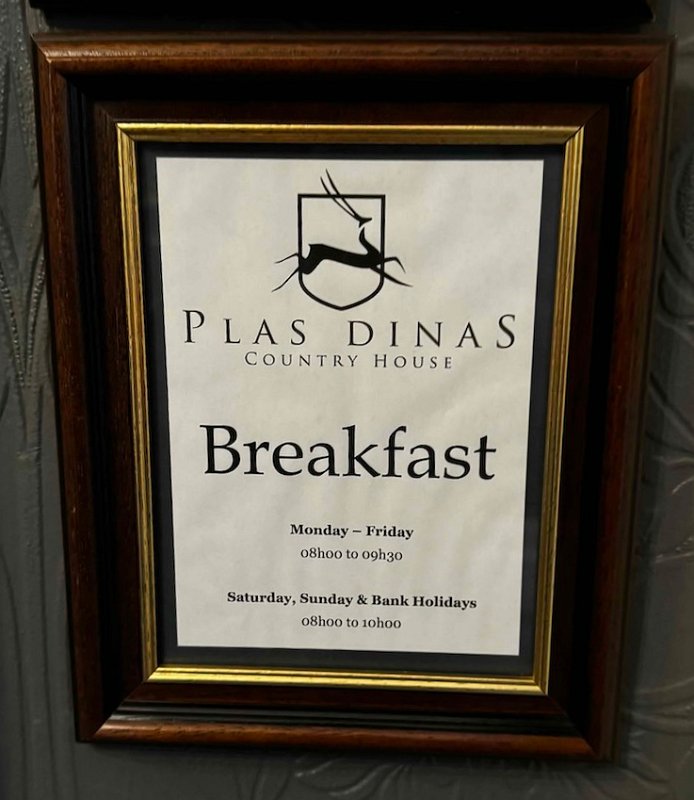 PLAS DINAS
COUNTRY HOUSE
Breakfast
Monday – Friday
08h00 to 09h30
Saturday, Sunday & Bank Holidays
08h00 to 10h00